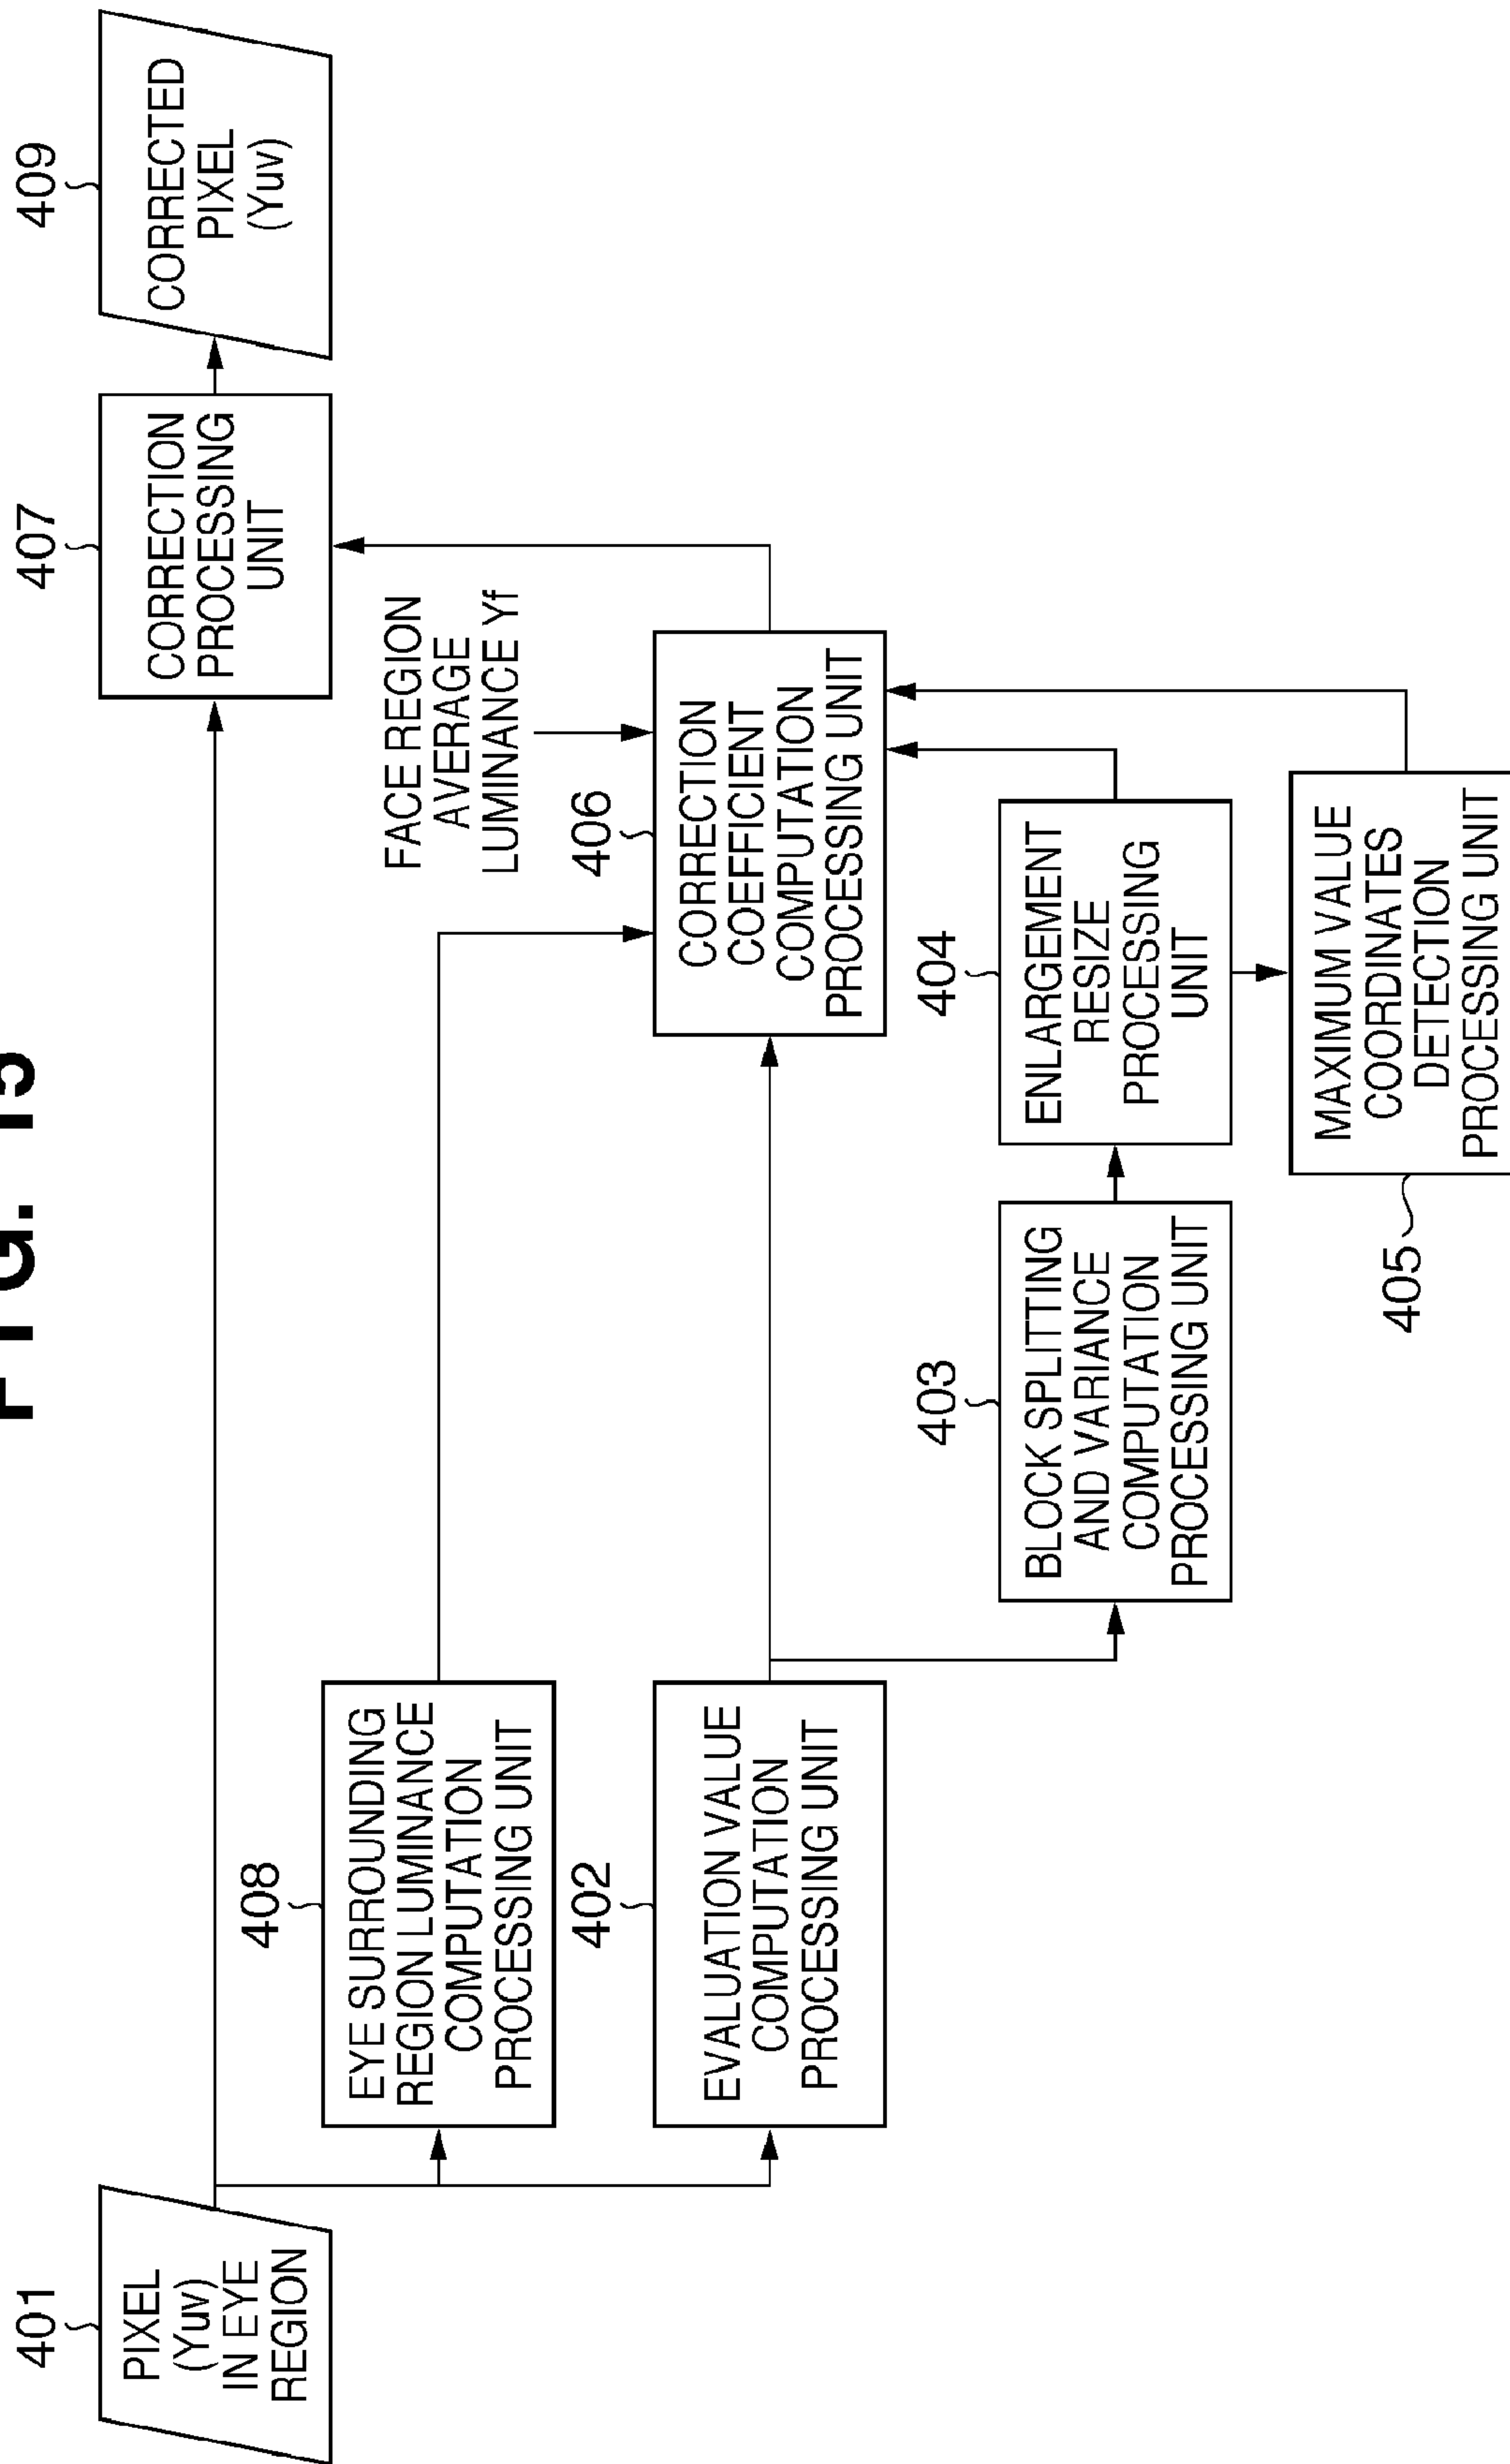 FIG.
401
PIXEL
(Yuv)
IN EYE
REGION
407
CORRECTION
PROCESSING
UNIT
409
CORRECTED
PIXEL
(Yuv)
408
EYE SURROUNDING
REGION LUMINANCE
COMPUTATION
PROCESSING UNIT
FACE REGION
AVERAGE
LUMINANCE Yf
402
EVALUATION VALUE
COMPUTATION
PROCESSING UNIT
406
CORRECTION
COEFFICIENT
COMPUTATION
PROCESSING UNIT
403
BLOCK SPLITTING
AND VARIANCE
COMPUTATION
PROCESSING UNIT
404
ENLARGEMENT
RESIZE
PROCESSING
UNIT
405
MAXIMUM VALUE
COORDINATES
DETECTION
PROCESSING UNIT